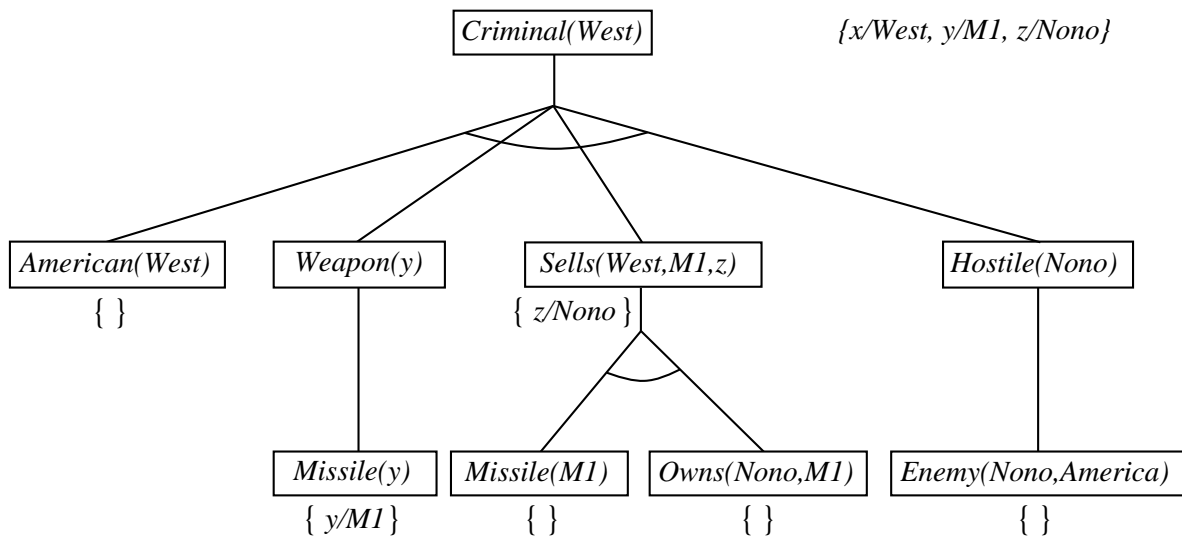 Criminal(West) {x/West, y/M1, z/Nono}
American(West) Weapon(y) Sells(West,M1,z) Hostile(Nono)
{ } { z/Nono }
Missile(y) Missile(M1) Owns(Nono,M1) Enemy(Nono,America)
{ y/M1 } { } { } { }